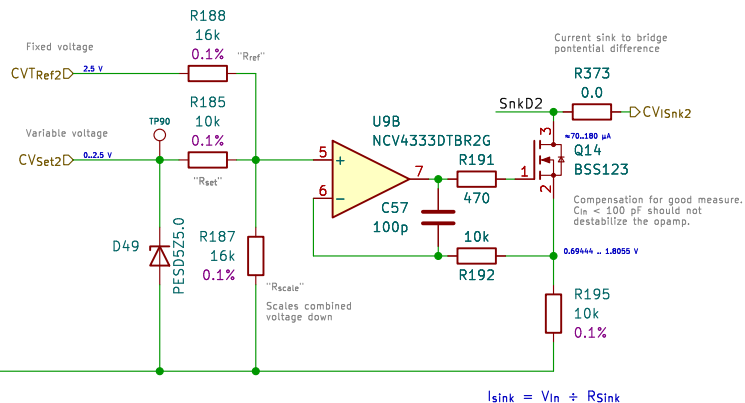 R188
16k
0.1%
Fixed voltage
"Rref"
CVTRef2
2.5 V
Current sink to bridge
pontential difference
R373
0.0
SnkD2
CVISnk2
TP90
R185
10k
0.1%
Variable voltage
CVSet2
0..2.5 V
"Rset"
U9B
NCV4333DTBR2G
5
+
6
−
7
R191
470
≈70..180 µA
3
Q14
BSS123
1
2
C57
100p
Compensation for good measure.
CIn < 100 pF should not
destabilize the opamp.
D49
PESD5Z5.0
R187
16k
0.1%
"Rscale"
Scales combined
voltage down
10k
R192
0.69444 .. 1.8055 V
R195
10k
0.1%
Isink = VIn ÷ RSink